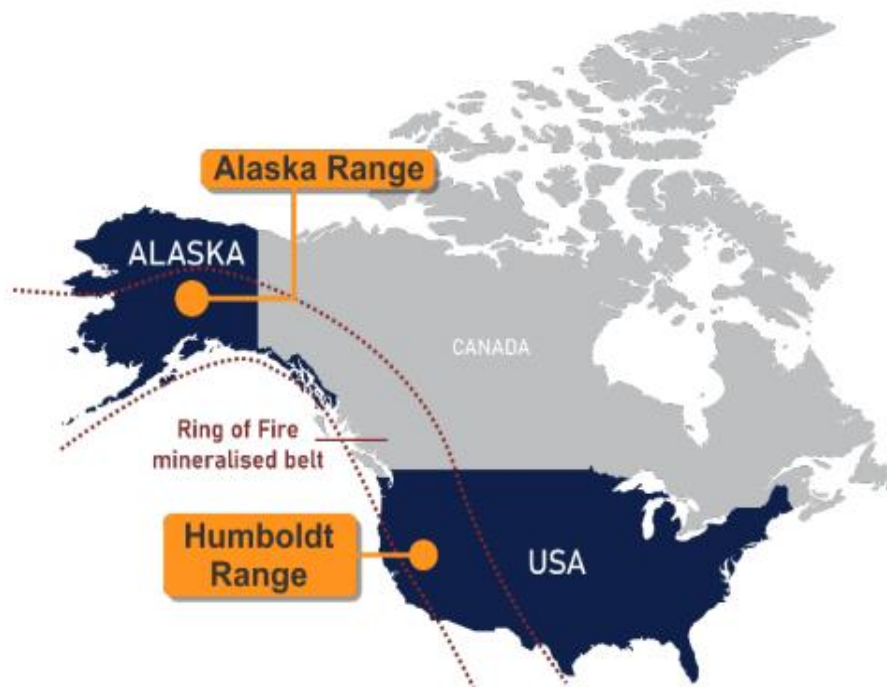 Alaska Range
ALASKA
CANADA
Ring of Fire
mineralised belt
Humboldt
Range
USA